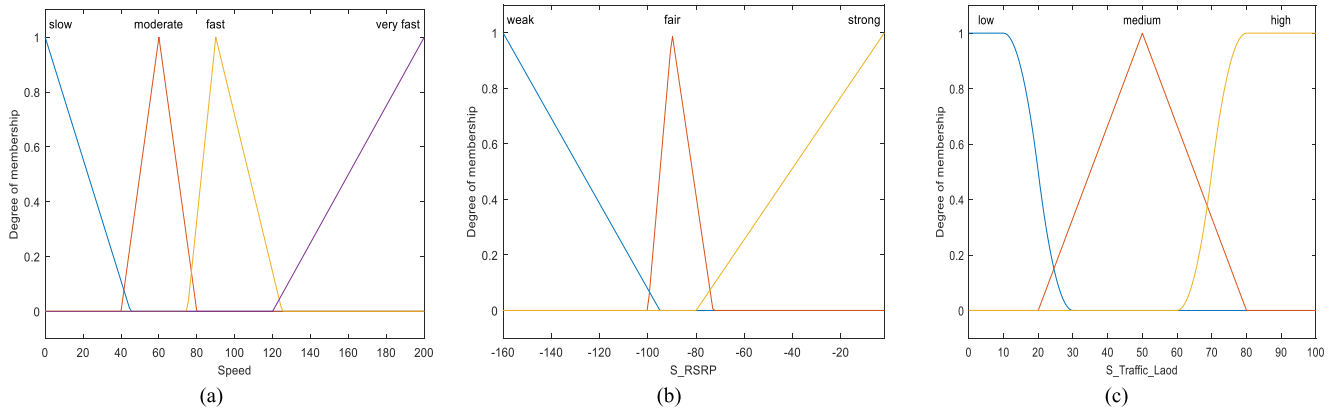 slow moderate fast very fast
1
0.8
0.6
0.4
0.2
0
Degree of membership
0 20 40 60 80 100 120 140 160 180 200
Speed
(a)
weak fair strong
1
0.8
0.6
0.4
0.2
0
Degree of membership
-160 -140 -120 -100 -80 -60 -40 -20
S_RSRP
(b)
low medium high
1
0.8
0.6
0.4
0.2
0
Degree of membership
0 10 20 30 40 50 60 70 80 90 100
S_Traffic_Laod
(c)